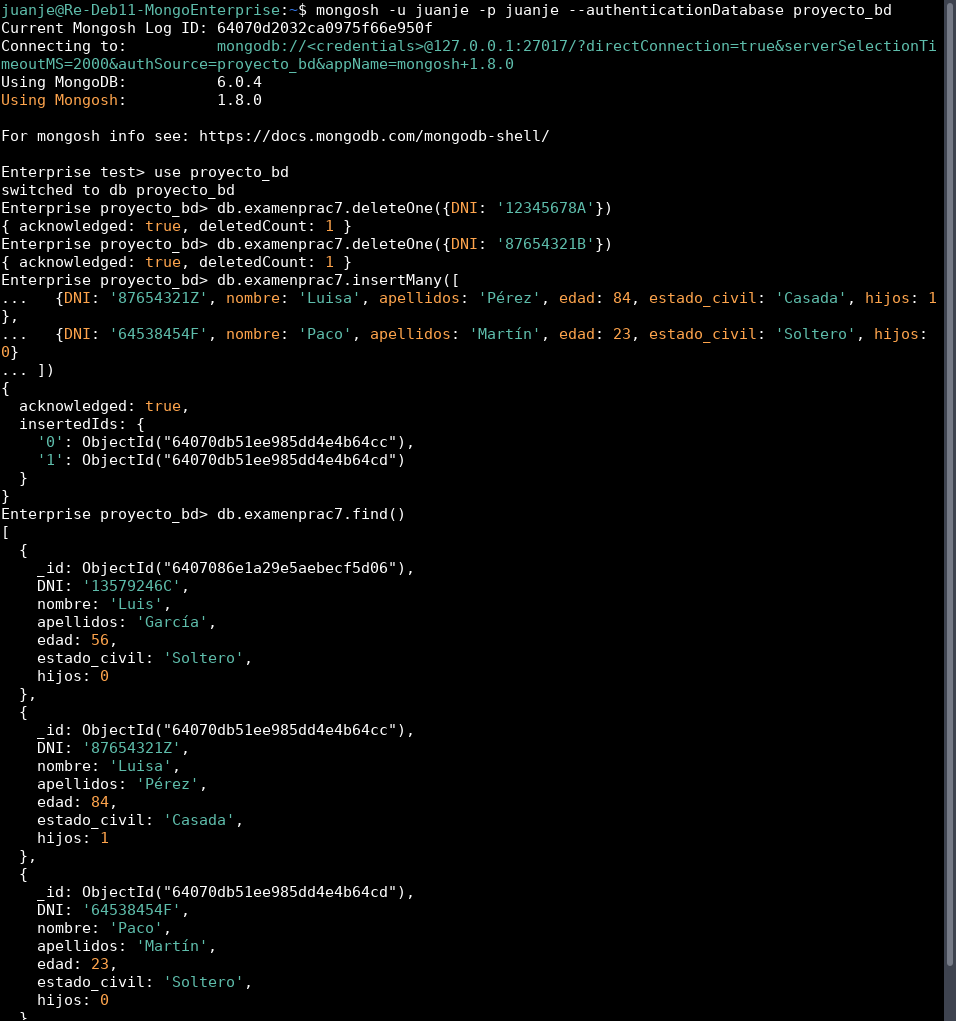 juanje@Re-Deb11-MongoEnterprise:~$ mongosh -u juanje -p juanje --authenticationDatabase proyecto_bd
Current Mongosh Log ID: 64070d2032ca0975f66e950f
Connecting to:          mongodb://<credentials>@127.0.0.1:27017/?directConnection=true&serverSelectionTi
meoutMS=2000&authSource=proyecto_bd&appName=mongosh+1.8.0
Using MongoDB:          6.0.4
Using Mongosh:          1.8.0

For mongosh info see: https://docs.mongodb.com/mongodb-shell/

Enterprise test> use proyecto_bd
switched to db proyecto_bd
Enterprise proyecto_bd> db.examenprac7.deleteOne({DNI: '12345678A'})
{ acknowledged: true, deletedCount: 1 }
Enterprise proyecto_bd> db.examenprac7.deleteOne({DNI: '87654321B'})
{ acknowledged: true, deletedCount: 1 }
Enterprise proyecto_bd> db.examenprac7.insertMany([
...   {DNI: '87654321Z', nombre: 'Luisa', apellidos: 'Pérez', edad: 84, estado_civil: 'Casada', hijos: 1
},
...   {DNI: '64538454F', nombre: 'Paco', apellidos: 'Martín', edad: 23, estado_civil: 'Soltero', hijos:
0}
... ])
{
  acknowledged: true,
  insertedIds: {
    '0': ObjectId("64070db51ee985dd4e4b64cc"),
    '1': ObjectId("64070db51ee985dd4e4b64cd")
  }
}
Enterprise proyecto_bd> db.examenprac7.find()
[
  {
    _id: ObjectId("6407086e1a29e5aebecf5d06"),
    DNI: '13579246C',
    nombre: 'Luis',
    apellidos: 'García',
    edad: 56,
    estado_civil: 'Soltero',
    hijos: 0
  },
  {
    _id: ObjectId("64070db51ee985dd4e4b64cc"),
    DNI: '87654321Z',
    nombre: 'Luisa',
    apellidos: 'Pérez',
    edad: 84,
    estado_civil: 'Casada',
    hijos: 1
  },
  {
    _id: ObjectId("64070db51ee985dd4e4b64cd"),
    DNI: '64538454F',
    nombre: 'Paco',
    apellidos: 'Martín',
    edad: 23,
    estado_civil: 'Soltero',
    hijos: 0
  }